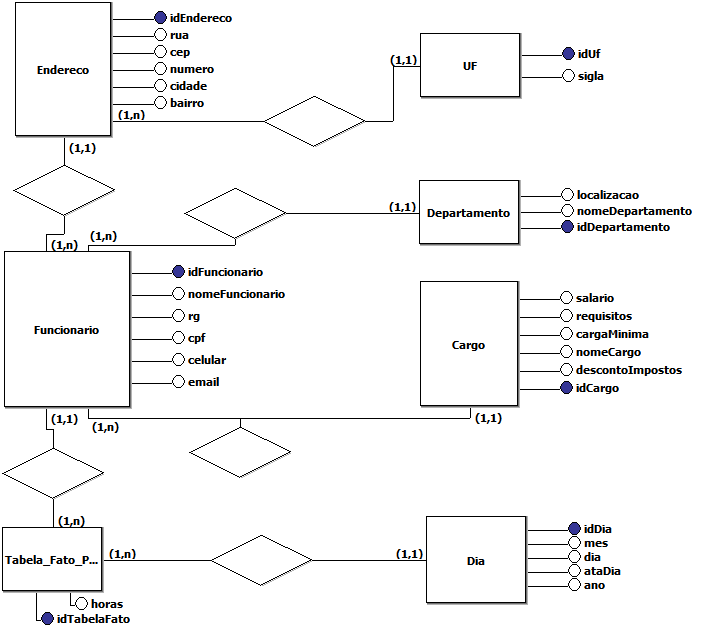 idEndereco
rua
cep
Endereco
numero
cidade
bairro
(1,n)
(1,1)
UF
idUf
sigla
(1,1)
(1,n)
(1,n)
(1,1)
Departamento
localizacao
nomeDepartamento
idDepartamento
idFuncionario
nomeFuncionario
rg
Funcionario
cpf
celular
email
Cargo
salario
requisitos
cargaMinima
nomeCargo
descontoImpostos
idCargo
(1,1)
(1,n)
(1,1)
(1,n)
Tabela_Fato_P...
(1,n)
(1,1)
Dia
idDia
mes
dia
ataDia
ano
horas
idTabelaFato